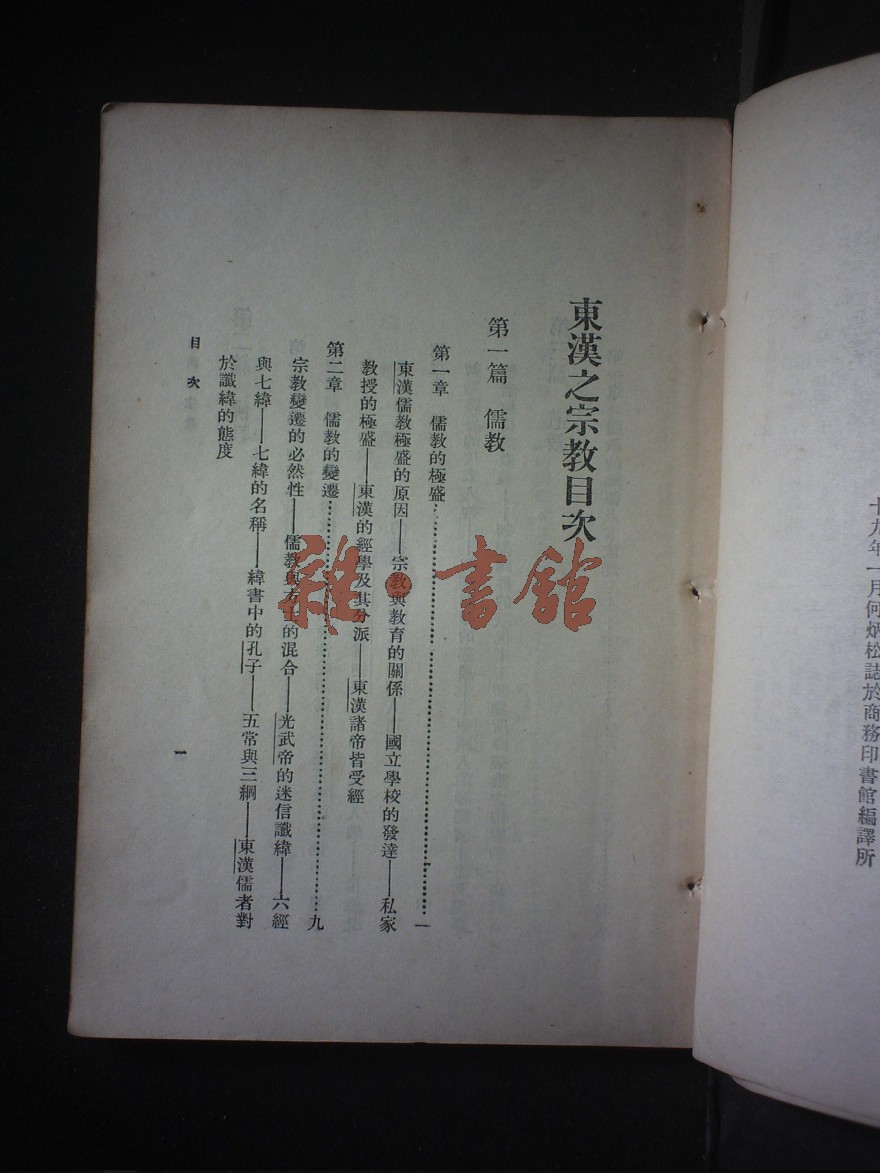 十九年一月何炳松誌於商務印書館編譯所
東漢之宗教目次
第一篇 儒教
第一章 儒教的極盛……一
東漢儒教極盛的原因——宗教與教育的關係——國立學校的發達——私家
教授的極盛——東漢的經學及其分派——東漢諸帝皆受經
第二章 儒教的變遷……九
宗教變遷的必然性——儒教與方士的混合——光武帝的迷信讖緯——六經
與七緯——七緯的名稱——緯書中的孔子——五常與三綱——東漢儒者對
於讖緯的態度
目次
一
雜·書館